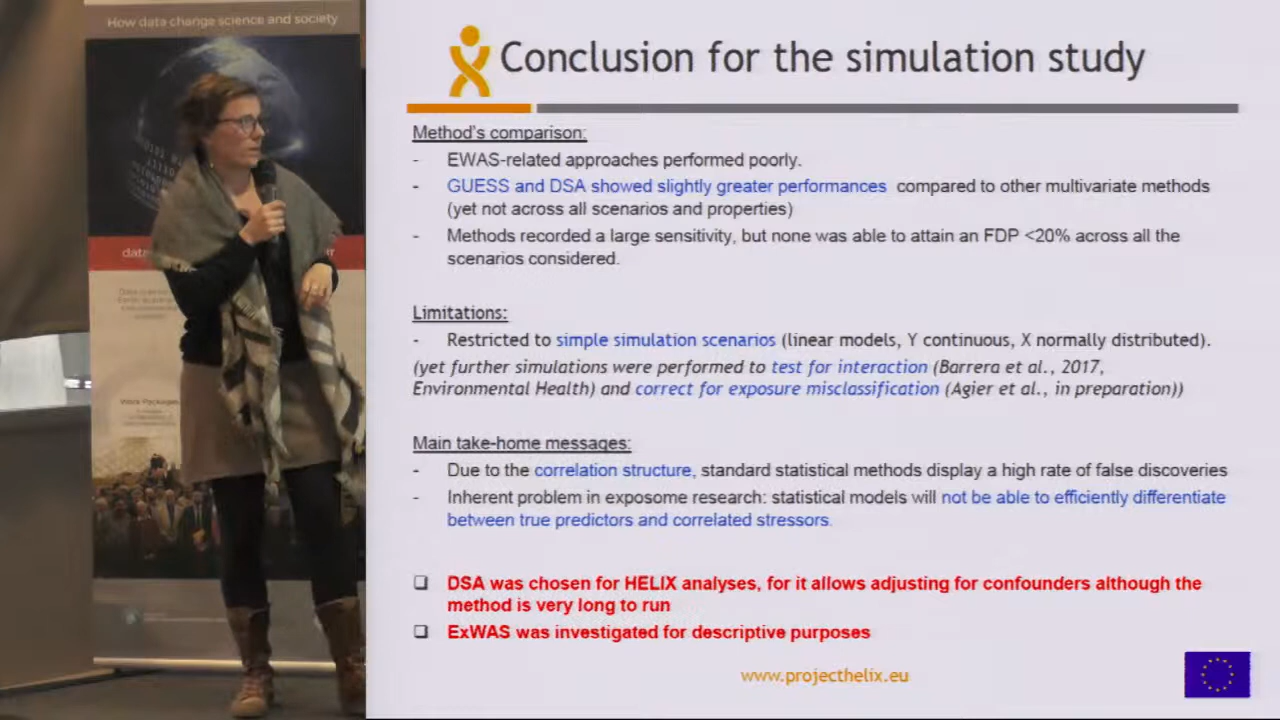 How data change science and society
Conclusion for the simulation study
Method's comparison:
- EWAS-related approaches performed poorly.
- GUESS and DSA showed slightly greater performances compared to other multivariate methods
(yet not across all scenarios and properties)
- Methods recorded a large sensitivity, but none was able to attain an FDP <20% across all the
scenarios considered.
Limitations:
- Restricted to simple simulation scenarios (linear models, Y continuous, X normally distributed).
(yet further simulations were performed to test for interaction (Barrera et al., 2017,
Environmental Health) and correct for exposure misclassification (Agier et al., in preparation))
Main take-home messages:
- Due to the correlation structure, standard statistical methods display a high rate of false discoveries
- Inherent problem in exposome research: statistical models will not be able to efficiently differentiate
between true predictors and correlated stressors.
❑ DSA was chosen for HELIX analyses, for it allows adjusting for confounders although the
method is very long to run
❑ ExWAS was investigated for descriptive purposes
www.projecthelix.eu